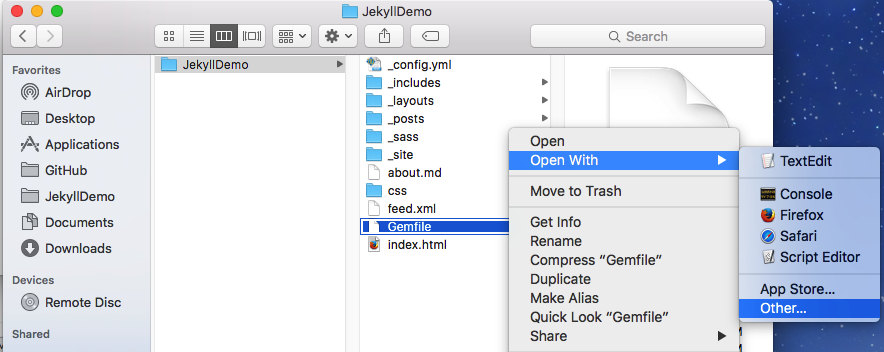 JekyllDemo
Search
Favorites
AirDrop
Desktop
Applications
GitHub
JekyllDemo
Documents
Downloads
Devices
Remote Disc
Shared
JekyllDemo
_config.yml
_includes
_layouts
_posts
_sass
_site
about.md
css
feed.xml
Gemfile
index.html
Open
Open With
Move to Trash
Get Info
Rename
Compress “Gemfile”
Duplicate
Make Alias
Quick Look “Gemfile”
Share
TextEdit
Console
Firefox
Safari
Script Editor
App Store...
Other...